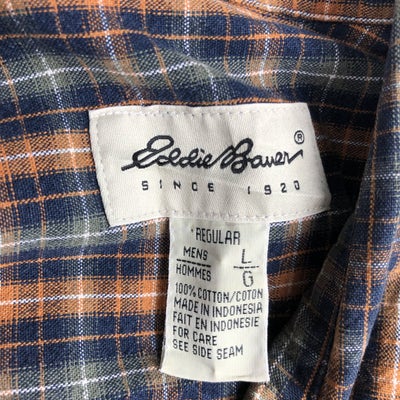 Eddie Bauer®
SINCE 1920
REGULAR
MENS L
HOMMES G
100% COTTON/COTON
MADE IN INDONESIA
FAIT EN INDONESIE
FOR CARE
SEE SIDE SEAM